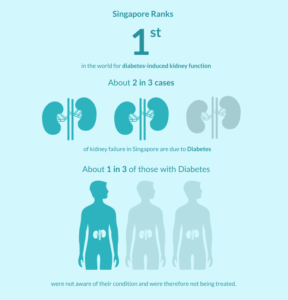 Singapore Ranks
1st
in the world for diabetes-induced kidney function
About 2 in 3 cases
of kidney failure in Singapore are due to Diabetes
About 1 in 3 of those with Diabetes
were not aware of their condition and were therefore not being treated.